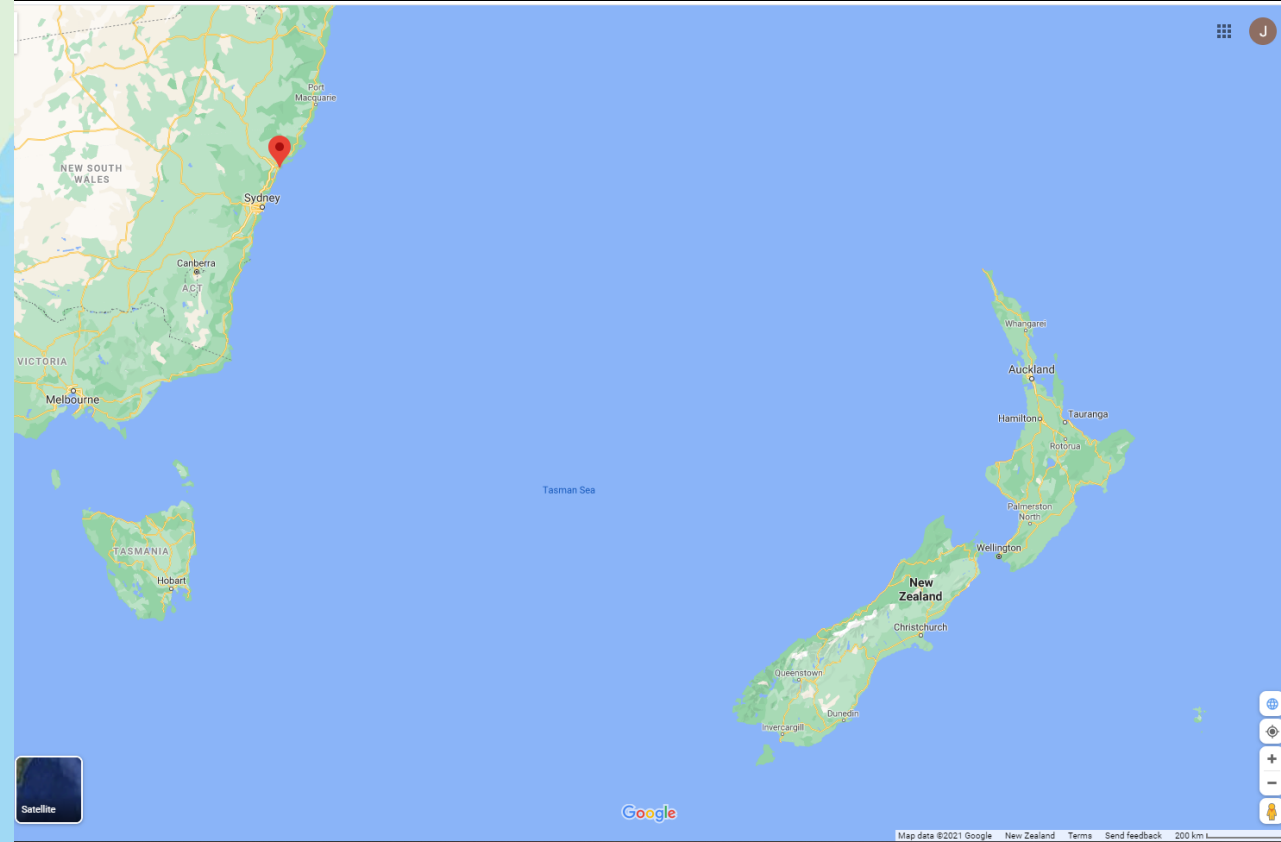 J
Port
Macquarie
NEW SOUTH
WALES
Sydney
Canberra
ACT
VICTORIA
Melbourne
Whangarei
Auckland
Hamilton
Tauranga
Rotorua
Tasman Sea
Palmerston
North
TASMANIA
Wellington
Hobart
New
Zealand
Christchurch
Queenstown
Dunedin
Invercargill
Satellite
Google
Map data ©2021 Google New Zealand Terms Send feedback 200 km